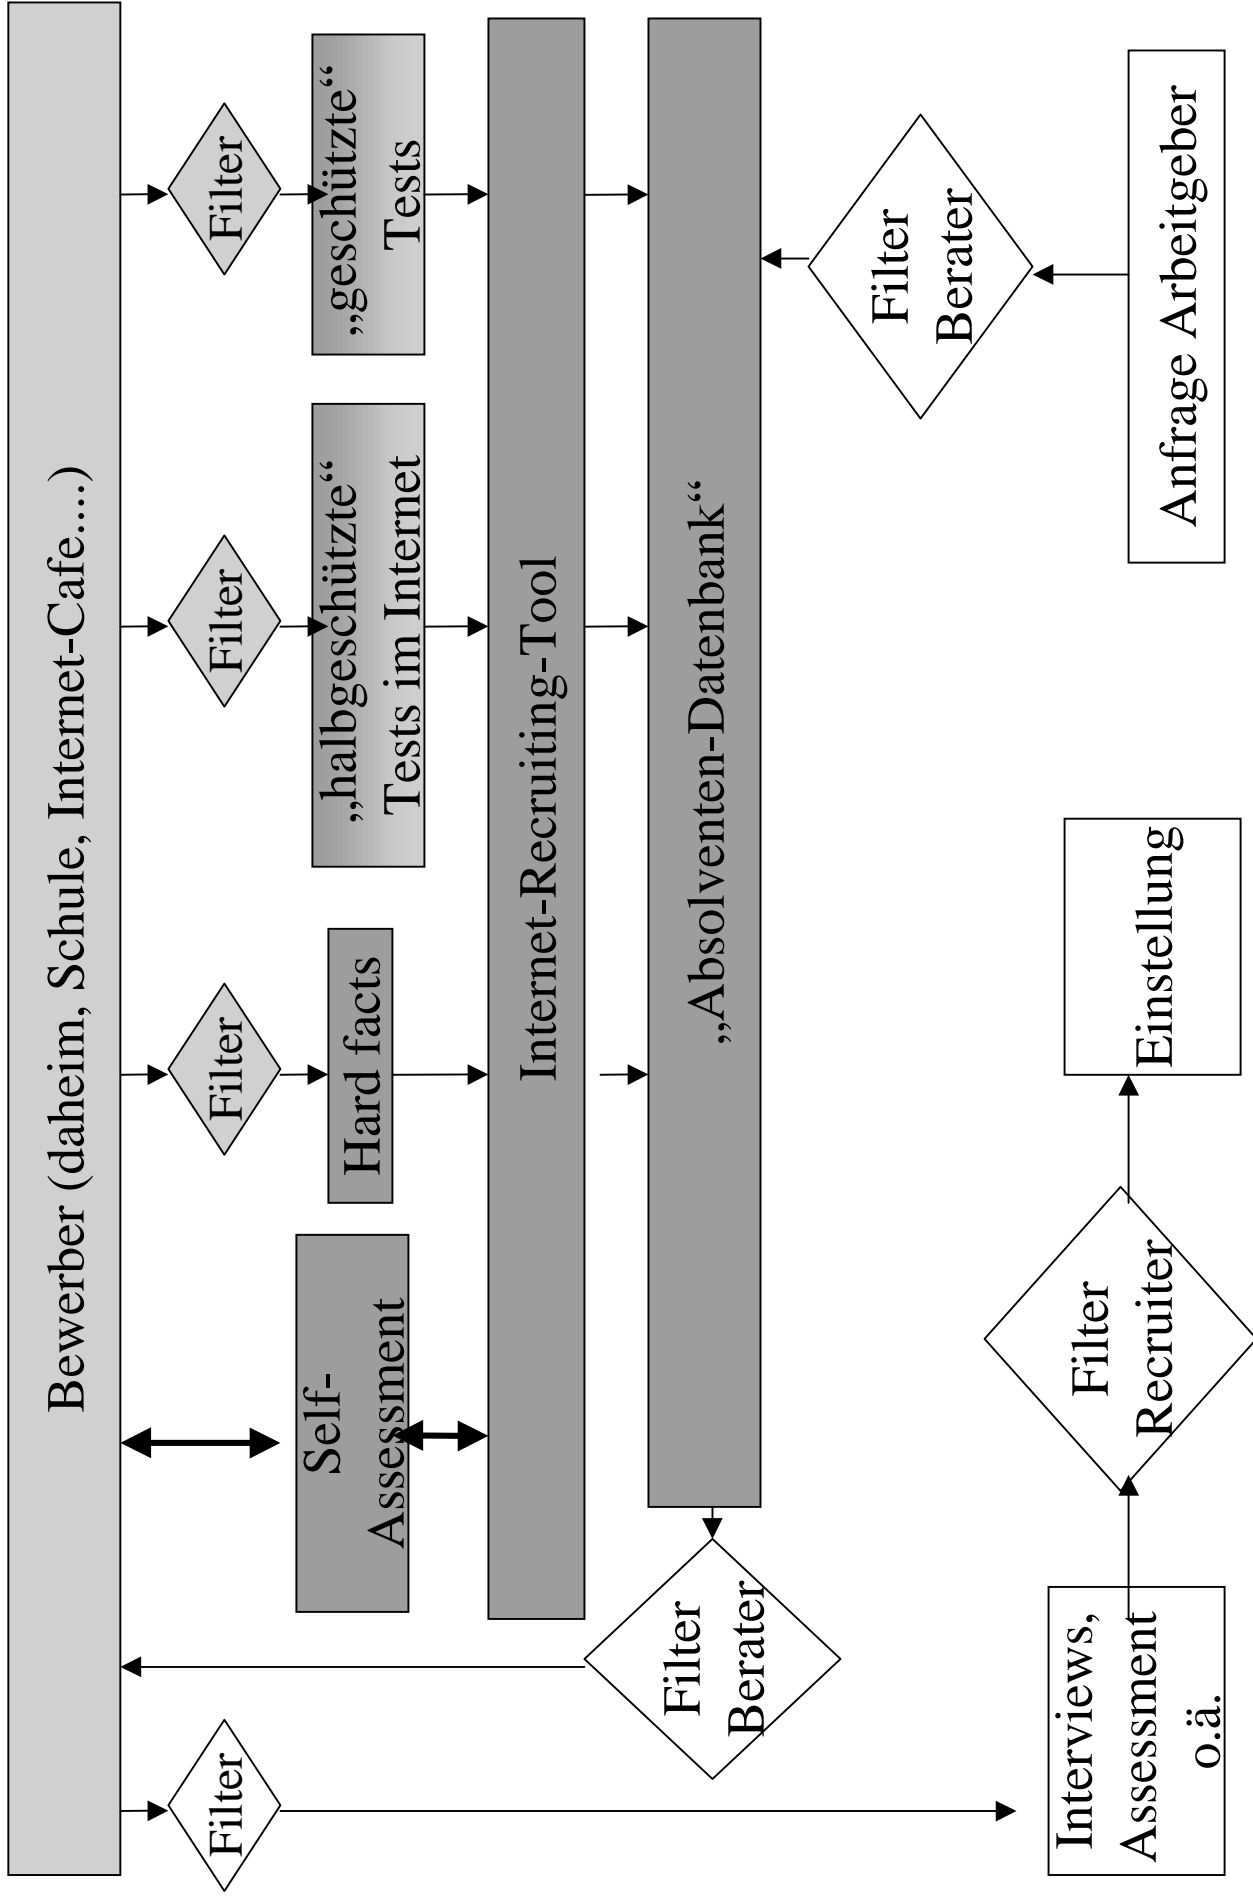 Bewerber (daheim, Schule, Internet-Cafe....)
Filter
Filter
Filter
Filter
Self-
Assessment
Hard facts
„halbgeschützte“
Tests im Internet
„geschützte“
Tests
Internet-Recruiting-Tool
„Absolventen-Datenbank“
Filter
Berater
Filter
Berater
Interviews,
Assessment
o.ä.
Filter
Recruiter
Einstellung
Anfrage Arbeitgeber